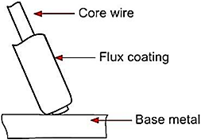 Core wire
Flux coating
Base metal